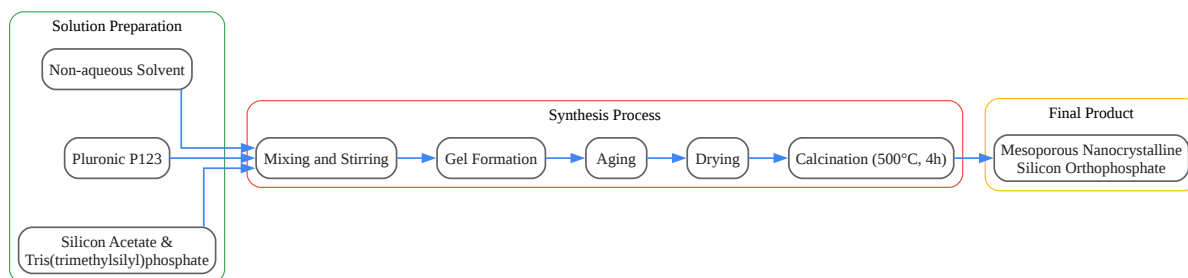 Solution Preparation
Non-aqueous Solvent
Pluronic P123
Silicon Acetate &
Tris(trimethylsilyl)phosphate
Synthesis Process
Mixing and Stirring
Gel Formation
Aging
Drying
Calcination (500°C, 4h)
Final Product
Mesoporous Nanocrystalline
Silicon Orthophosphate